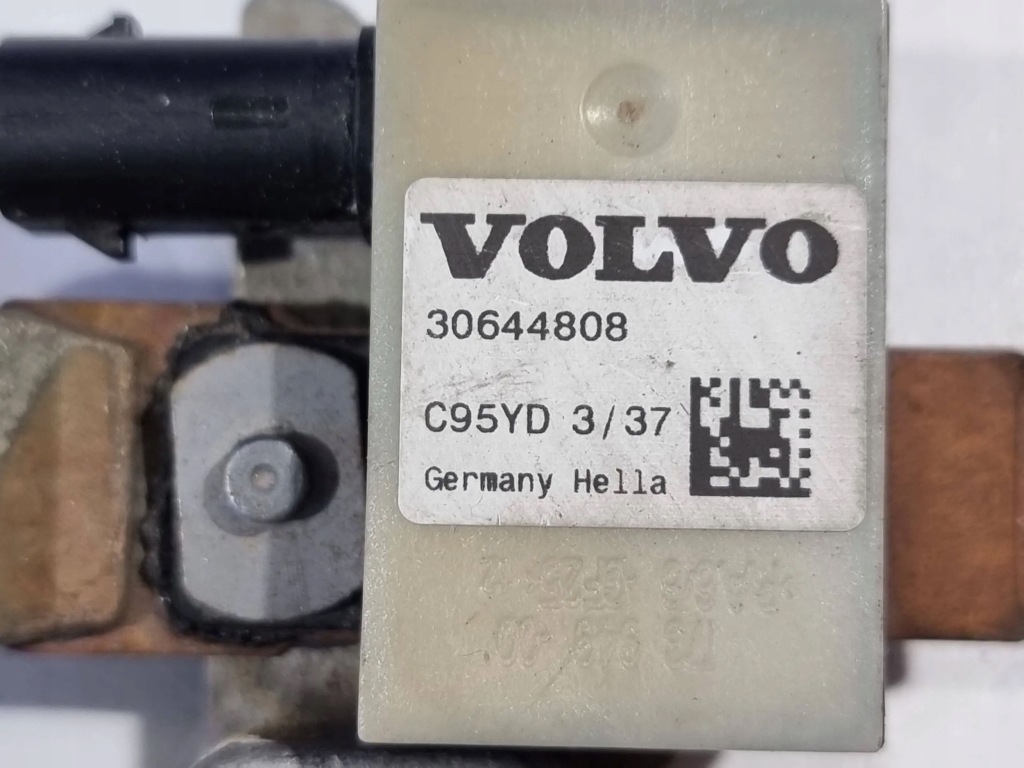 VOLVO
30644808
C95YD 3/37
Germany Hella